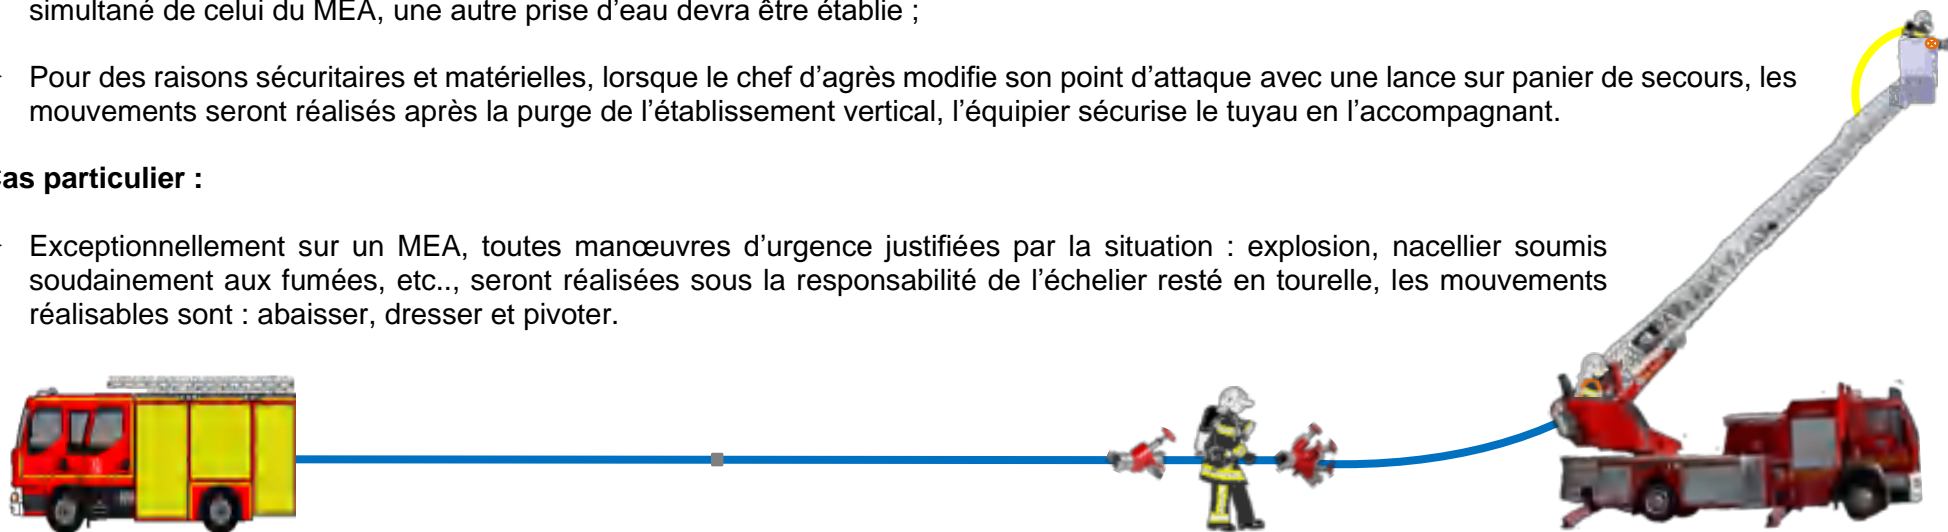 simultané de celui du MEA, une autre prise d’eau devra être établie ;
Pour des raisons sécuritaires et matérielles, lorsque le chef d’agrès modifie son point d’attaque avec une lance sur panier de secours, les
mouvements seront réalisés après la purge de l’établissement vertical, l’équipier sécurise le tuyau en l’accompagnant.
as particulier :
Exceptionnellement sur un MEA, toutes manœuvres d’urgence justifiées par la situation : explosion, nacellier soumis
soudainement aux fumées, etc.., seront réalisées sous la responsabilité de l’échelier resté en tourelle, les mouvements
réalisables sont : abaisser, dresser et pivoter.